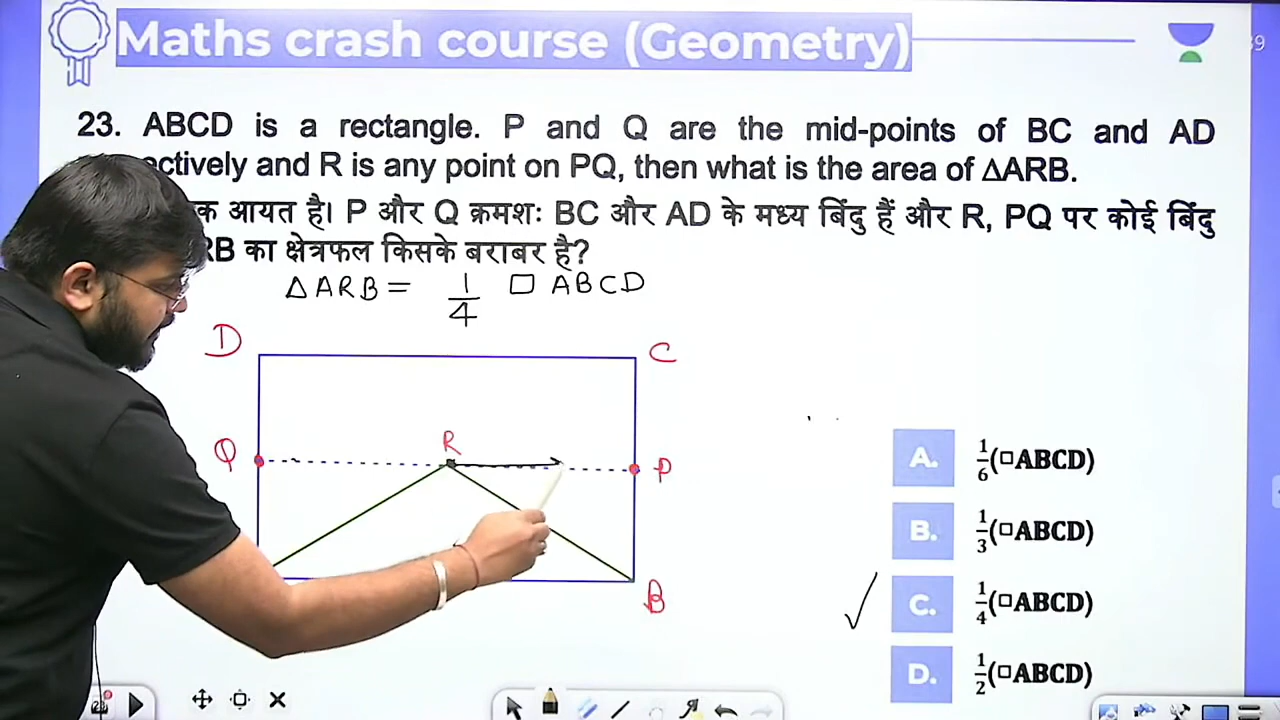 Maths crash course (Geometry)
39
23. ABCD is a rectangle. P and Q are the mid-points of BC and AD
ectively and R is any point on PQ, then what is the area of ΔARB.
क आयत है। P और Q क्रमशः BC और AD के मध्य बिंदु हैं और R, PQ पर कोई बिंदु
RB का क्षेत्रफल किसके बराबर है?
Δ ARB = 1/4 □ ABCD
D
C
Q
R
P
B
A. 1/6(□ABCD)
B. 1/3(□ABCD)
C. 1/4(□ABCD)
D. 1/2(□ABCD)